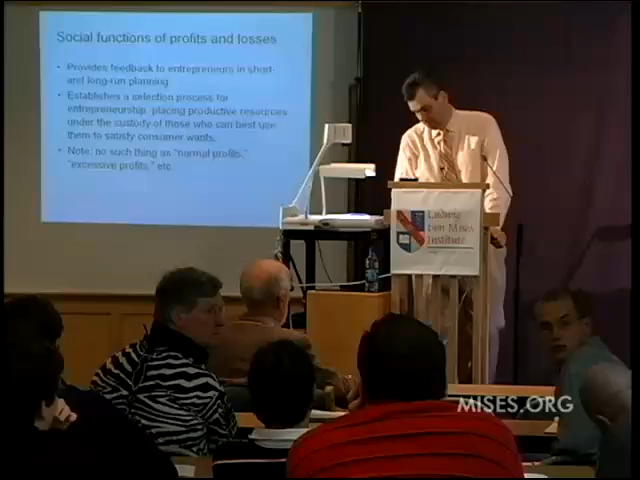 Social functions of profits and losses
• Provides feedback to entrepreneurs in short-
and long-run planning
• Establishes a selection process for
entrepreneurship, placing productive resources
under the custody of those who can best use
them to satisfy consumer wants.
• Note: no such thing as "normal profits,"
"excessive profits," etc.
Ludwig
von Mises
Institute
MISES.ORG